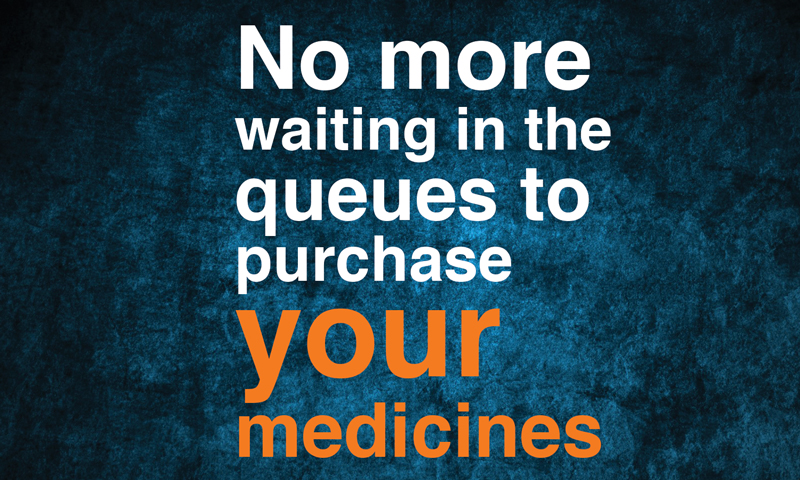 No more
waiting in the
queues to
purchase
your
medicines